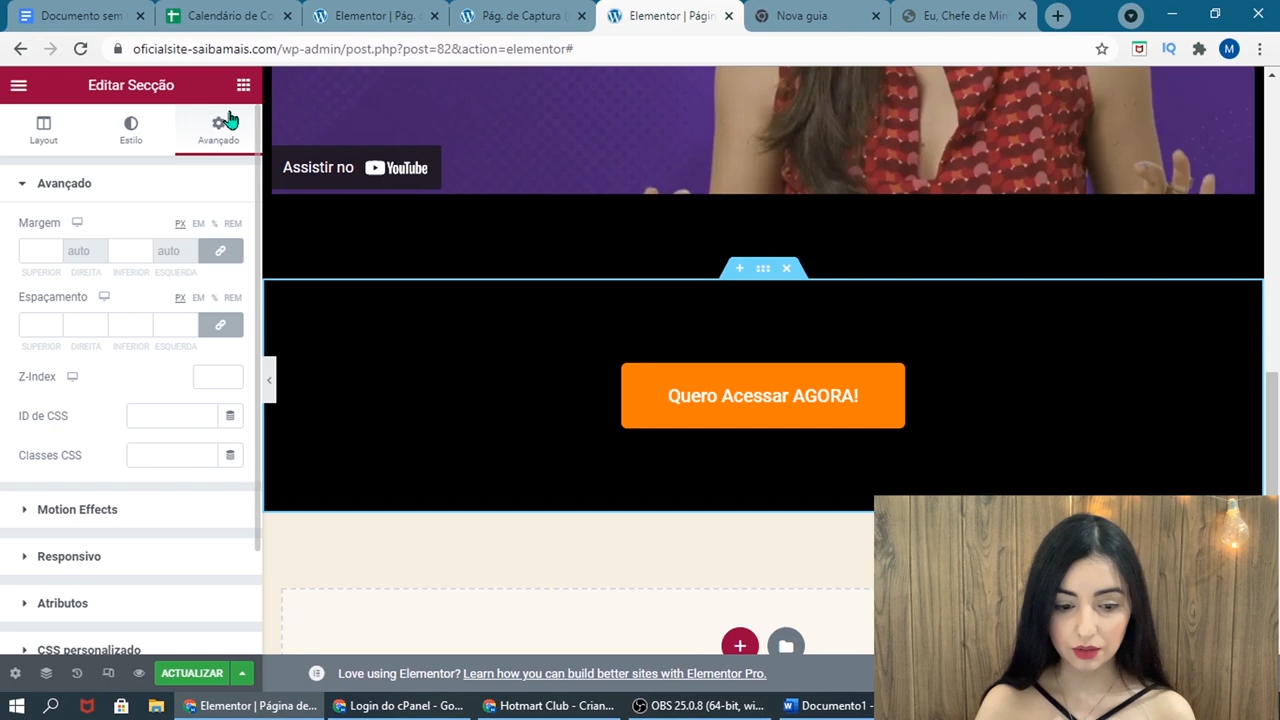 Documento sem
Calendário de Co
Elementor | Pág.
Pág. de Captura (
Elementor | Págin
Nova guia
Eu, Chefe de Min
oficialsite-saibamais.com/wp-admin/post.php?post=82&action=elementor#
IQ
M
Editar Secção
Layout
Estilo
Avançado
Assistir no YouTube
Avançado
Margem
PX EM % REM
auto auto
SUPERIOR DIREITA INFERIOR ESQUERDA
Espaçamento
PX EM % REM
SUPERIOR DIREITA INFERIOR ESQUERDA
Z-Index
ID de CSS
Classes CSS
Quero Acessar AGORA!
Motion Effects
Responsivo
Atributos
CSS personalizado
ACTUALIZAR
Love using Elementor? Learn how you can build better sites with Elementor Pro.
Elementor | Página de...
Login do cPanel - Go...
Hotmart Club - Crian...
OBS 25.0.8 (64-bit, wi...
Documento1 -